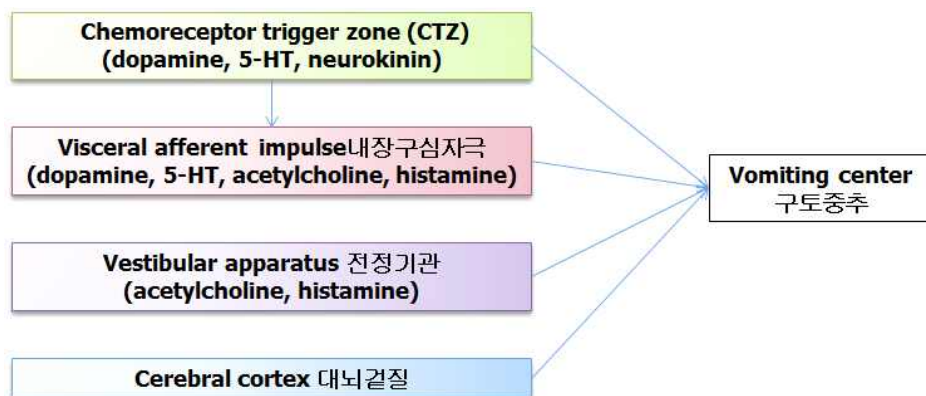 Chemoreceptor trigger zone (CTZ)
(dopamine, 5-HT, neurokinin)
Visceral afferent impulse내장구심자극
(dopamine, 5-HT, acetylcholine, histamine)
Vomiting center
구토중추
Vestibular apparatus 전정기관
(acetylcholine, histamine)
Cerebral cortex 대뇌겉질